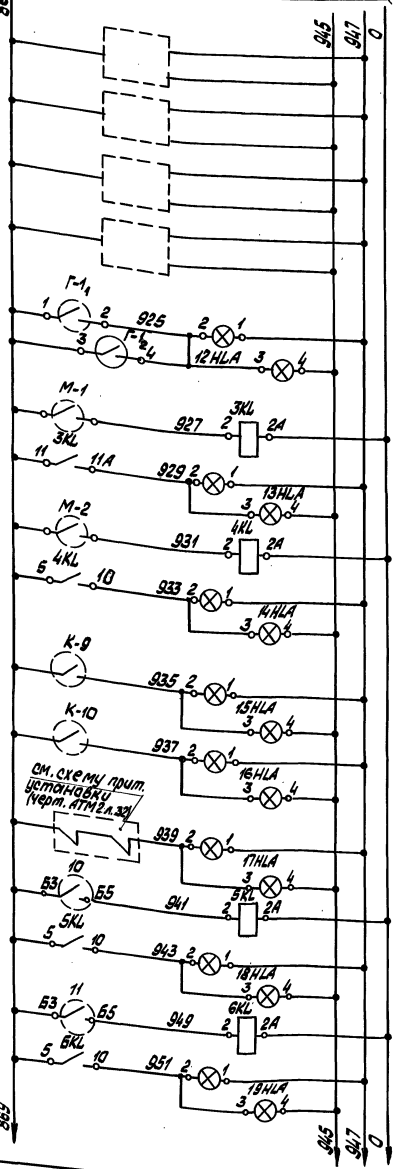 945 947 0
Г-1₁
1 2 925 2 1
Г-1₂
3 4 12HLA 3 4
М-1 3KL
927 2 2A
3KL
11 11A 929 2 1
13HLA
3 4
М-2 4KL
931 2 2A
4KL
6 10 933 2 1
14HLA
3 4
К-9
935 2 1
15HLA
3 4
К-10
937 2 1
16HLA
3 4
см. схему прит.
установки
(черт. АТМ2 л.32)
939 2 1
17HLA
3 4
10 5KL
Б3 Б5 941 2 2A
5KL
5 10 943 2 1
18HLA
3 4
11 6KL
Б3 Б5 949 2 2A
6KL
5 10 951 2 1
19HLA
3 4
869 945 947 0